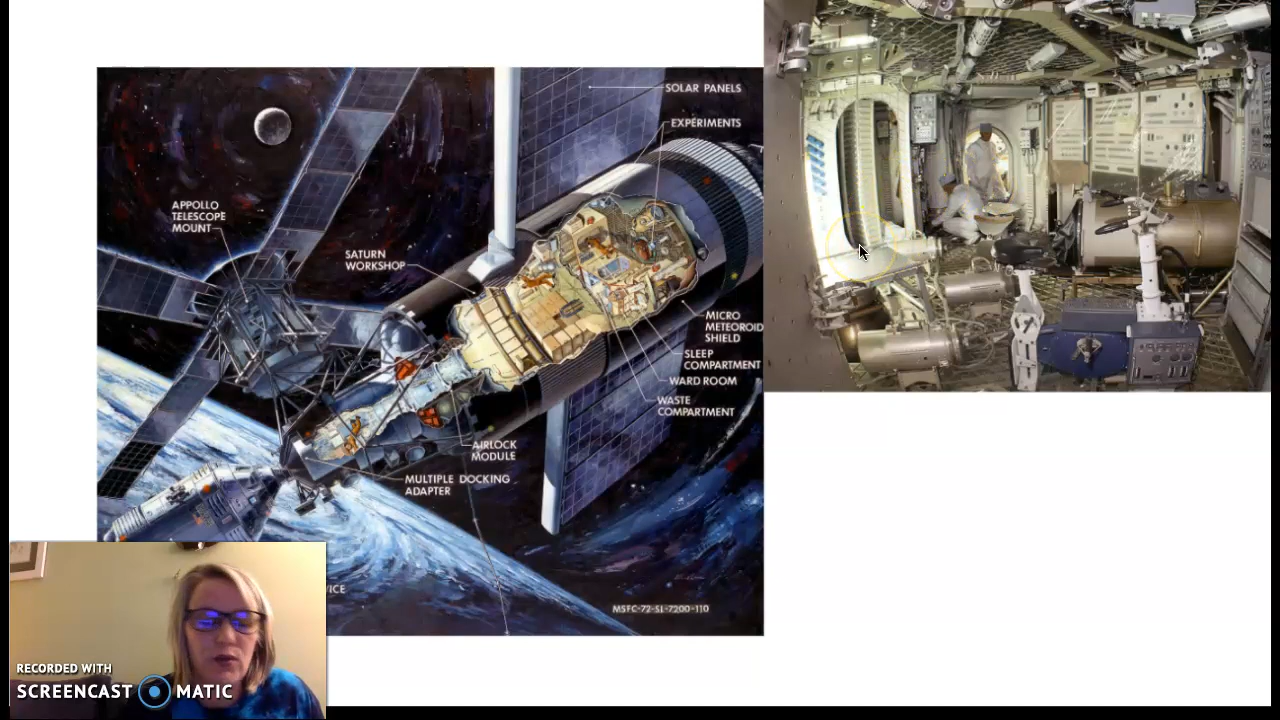 SOLAR PANELS
EXPERIMENTS
APPOLLO
TELESCOPE
MOUNT
SATURN
WORKSHOP
MICRO
METEOROID
SHIELD
SLEEP
COMPARTMENT
WARD ROOM
WASTE
COMPARTMENT
AIRLOCK
MODULE
MULTIPLE DOCKING
ADAPTER
VICE
MSFC-72-SL-7200-110
RECORDED WITH
SCREENCAST MATIC